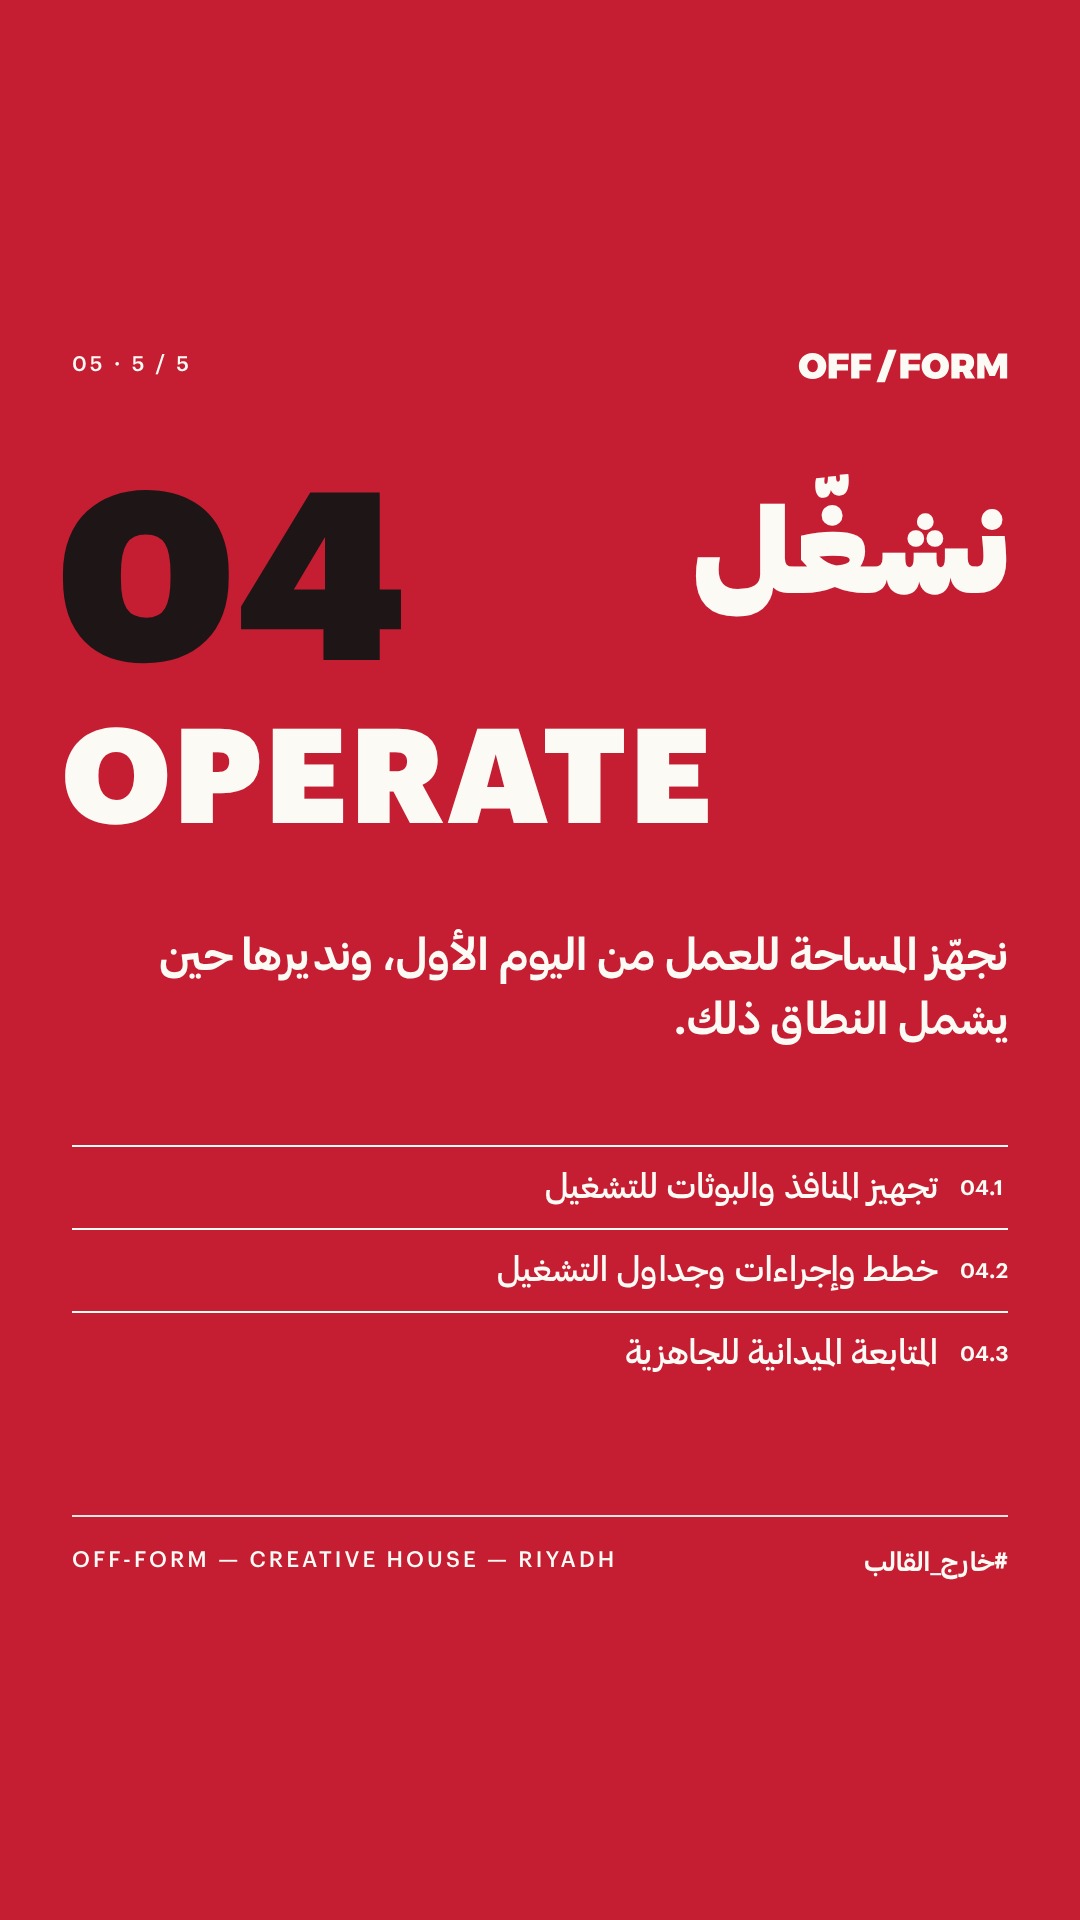 05 · 5 / 5
OFF/FORM
04
نشغّل
OPERATE
نجهّز المساحة للعمل من اليوم الأول، ونديرها حين
يشمل النطاق ذلك.
04.1 تجهيز المنافذ والبوثات للتشغيل
04.2 خطط وإجراءات وجداول التشغيل
04.3 المتابعة الميدانية للجاهزية
OFF-FORM — CREATIVE HOUSE — RIYADH
#خارج_القالب